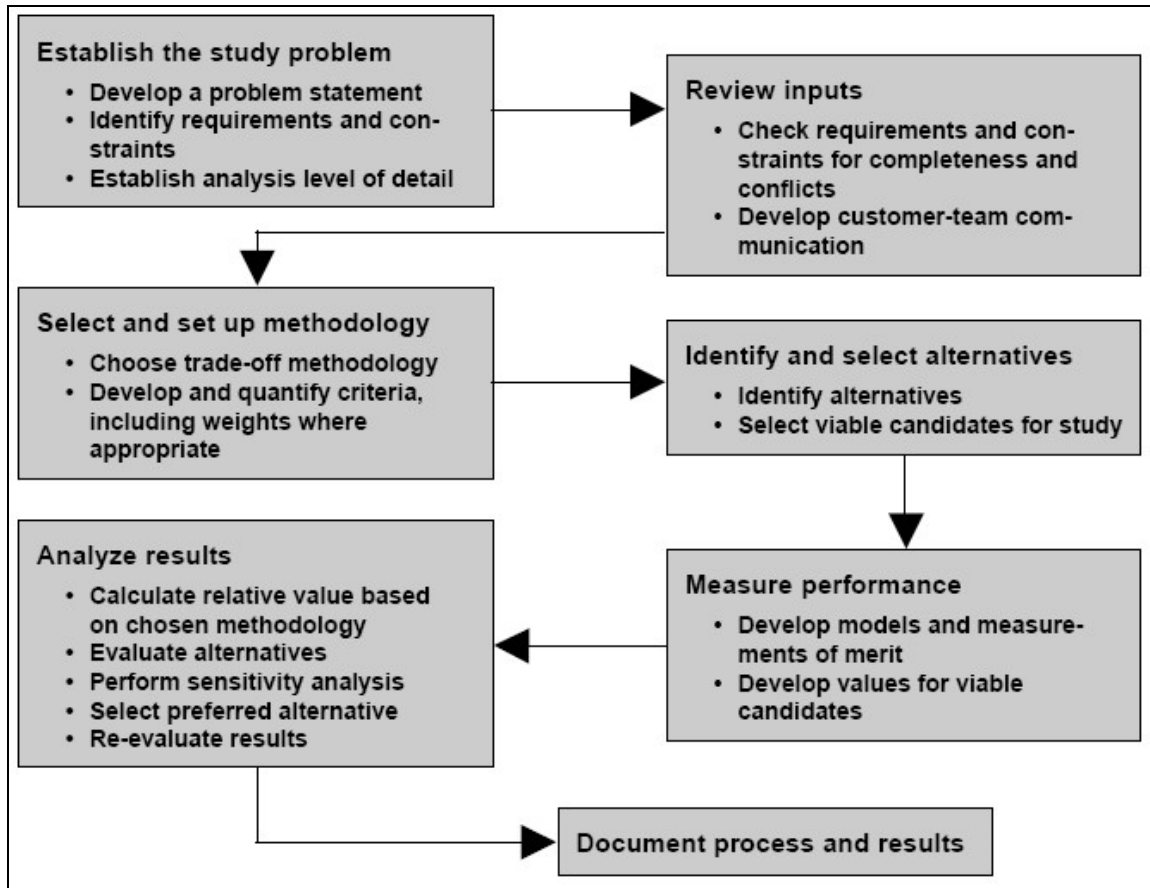 Establish the study problem
• Develop a problem statement
• Identify requirements and con-
straints
• Establish analysis level of detail
Review inputs
• Check requirements and con-
straints for completeness and
conflicts
• Develop customer-team com-
munication
Select and set up methodology
• Choose trade-off methodology
• Develop and quantify criteria,
including weights where
appropriate
Identify and select alternatives
• Identify alternatives
• Select viable candidates for study
Measure performance
• Develop models and measure-
ments of merit
• Develop values for viable
candidates
Analyze results
• Calculate relative value based
on chosen methodology
• Evaluate alternatives
• Perform sensitivity analysis
• Select preferred alternative
• Re-evaluate results
Document process and results